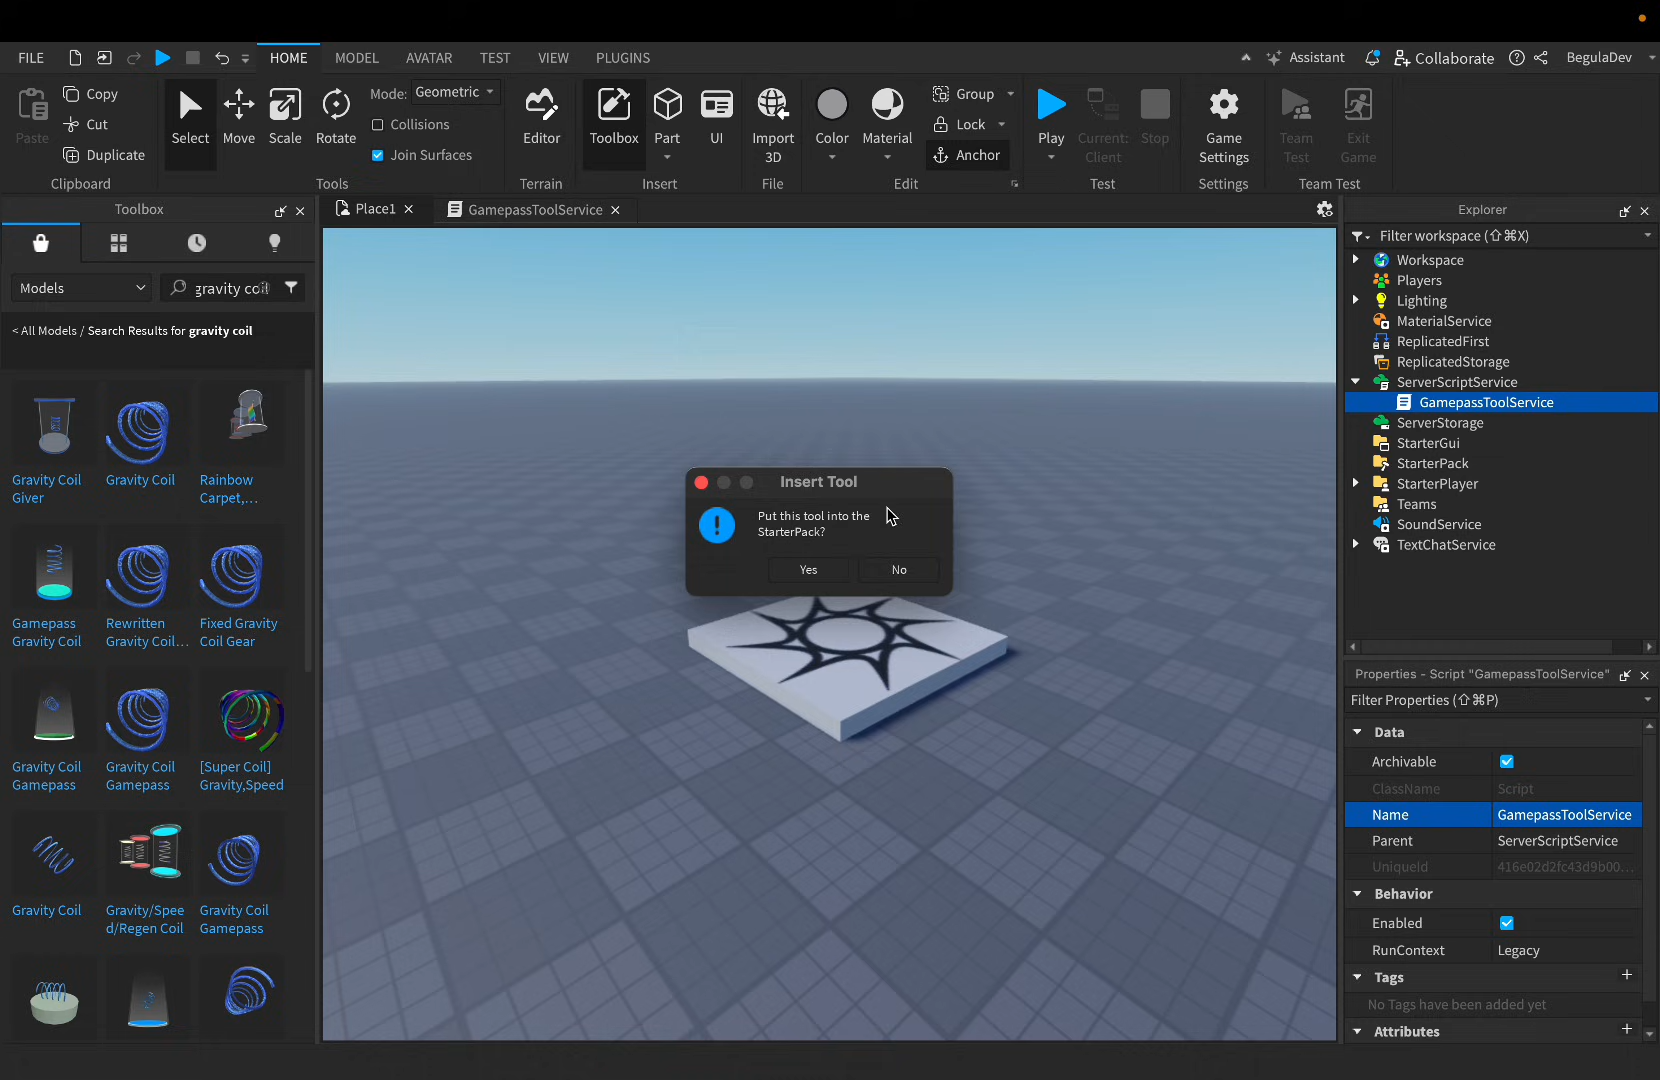 FILE
HOME
MODEL
AVATAR
TEST
VIEW
PLUGINS
Assistant
Collaborate
BegulaDev
Paste
Copy
Cut
Duplicate
Clipboard
Select
Move
Scale
Rotate
Mode: Geometric
Collisions
Join Surfaces
Tools
Editor
Terrain
Toolbox
Part
UI
Insert
Import
3D
File
Color
Material
Group
Lock
Anchor
Edit
Play
Current:
Client
Stop
Test
Game
Settings
Settings
Team
Test
Exit
Game
Team Test
Toolbox
Models
gravity coil
< All Models / Search Results for gravity coil
Gravity Coil
Giver
Gravity Coil
Rainbow
Carpet,...
Gamepass
Gravity Coil
Rewritten
Gravity Coil...
Fixed Gravity
Coil Gear
Gravity Coil
Gamepass
Gravity Coil
Gamepass
[Super Coil]
Gravity,Speed
Gravity Coil
Gravity/Spee
d/Regen Coil
Gravity Coil
Gamepass
Place1
GamepassToolService
Insert Tool
Put this tool into the
StarterPack?
Yes
No
Explorer
Filter workspace (⇧⌘X)
Workspace
Players
Lighting
MaterialService
ReplicatedFirst
ReplicatedStorage
ServerScriptService
GamepassToolService
ServerStorage
StarterGui
StarterPack
StarterPlayer
Teams
SoundService
TextChatService
Properties - Script "GamepassToolService"
Filter Properties (⇧⌘P)
Data
Archivable
ClassName Script
Name GamepassToolService
Parent ServerScriptService
UniqueId 416e02d2fc43d9b00...
Behavior
Enabled
RunContext Legacy
Tags
No Tags have been added yet
Attributes